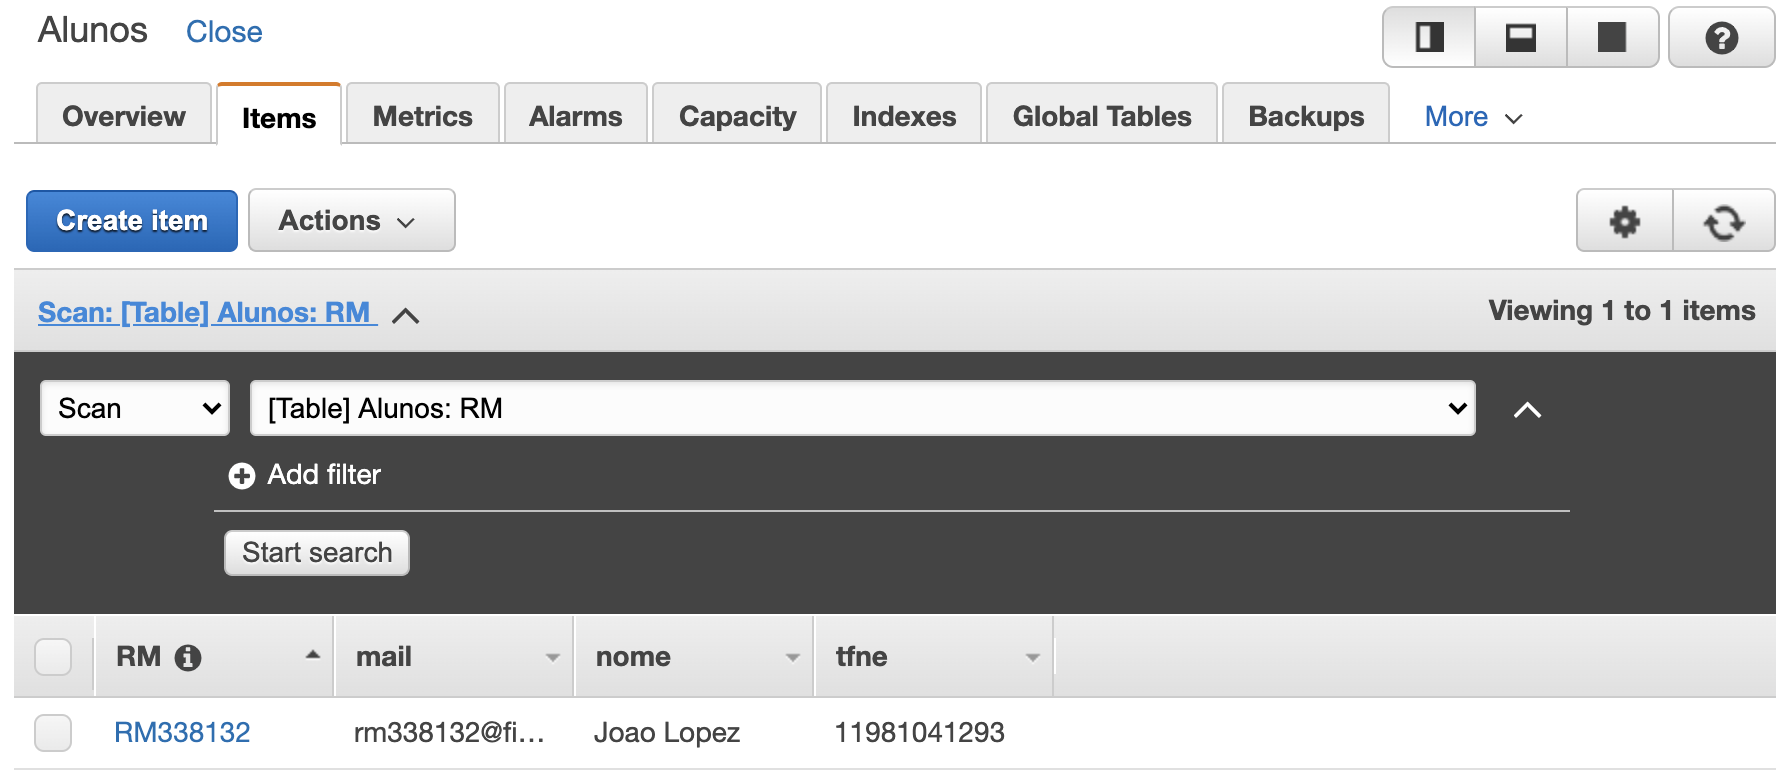 Alunos Close
Overview Items Metrics Alarms Capacity Indexes Global Tables Backups More
Create item Actions
Scan: [Table] Alunos: RM Viewing 1 to 1 items
Scan [Table] Alunos: RM
Add filter
Start search
RM mail nome tfne
RM338132 rm338132@fi... Joao Lopez 11981041293